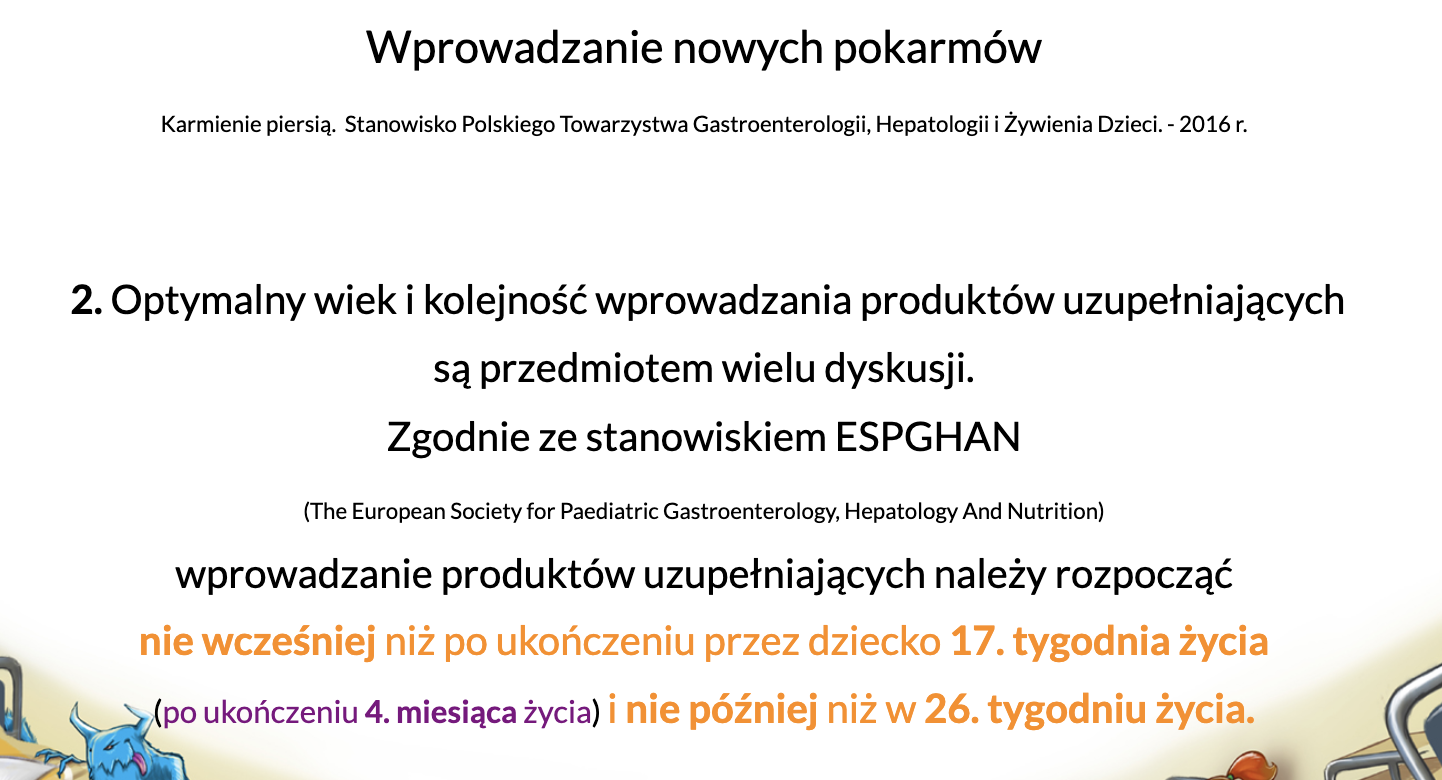 Wprowadzanie nowych pokarmów
Karmienie piersią. Stanowisko Polskiego Towarzystwa Gastroenterologii, Hepatologii i Żywienia Dzieci. - 2016 r.
2. Optymalny wiek i kolejność wprowadzania produktów uzupełniających
są przedmiotem wielu dyskusji.
Zgodnie ze stanowiskiem ESPGHAN
(The European Society for Paediatric Gastroenterology, Hepatology And Nutrition)
wprowadzanie produktów uzupełniających należy rozpocząć
nie wcześniej niż po ukończeniu przez dziecko 17. tygodnia życia
(po ukończeniu 4. miesiąca życia) i nie później niż w 26. tygodniu życia.